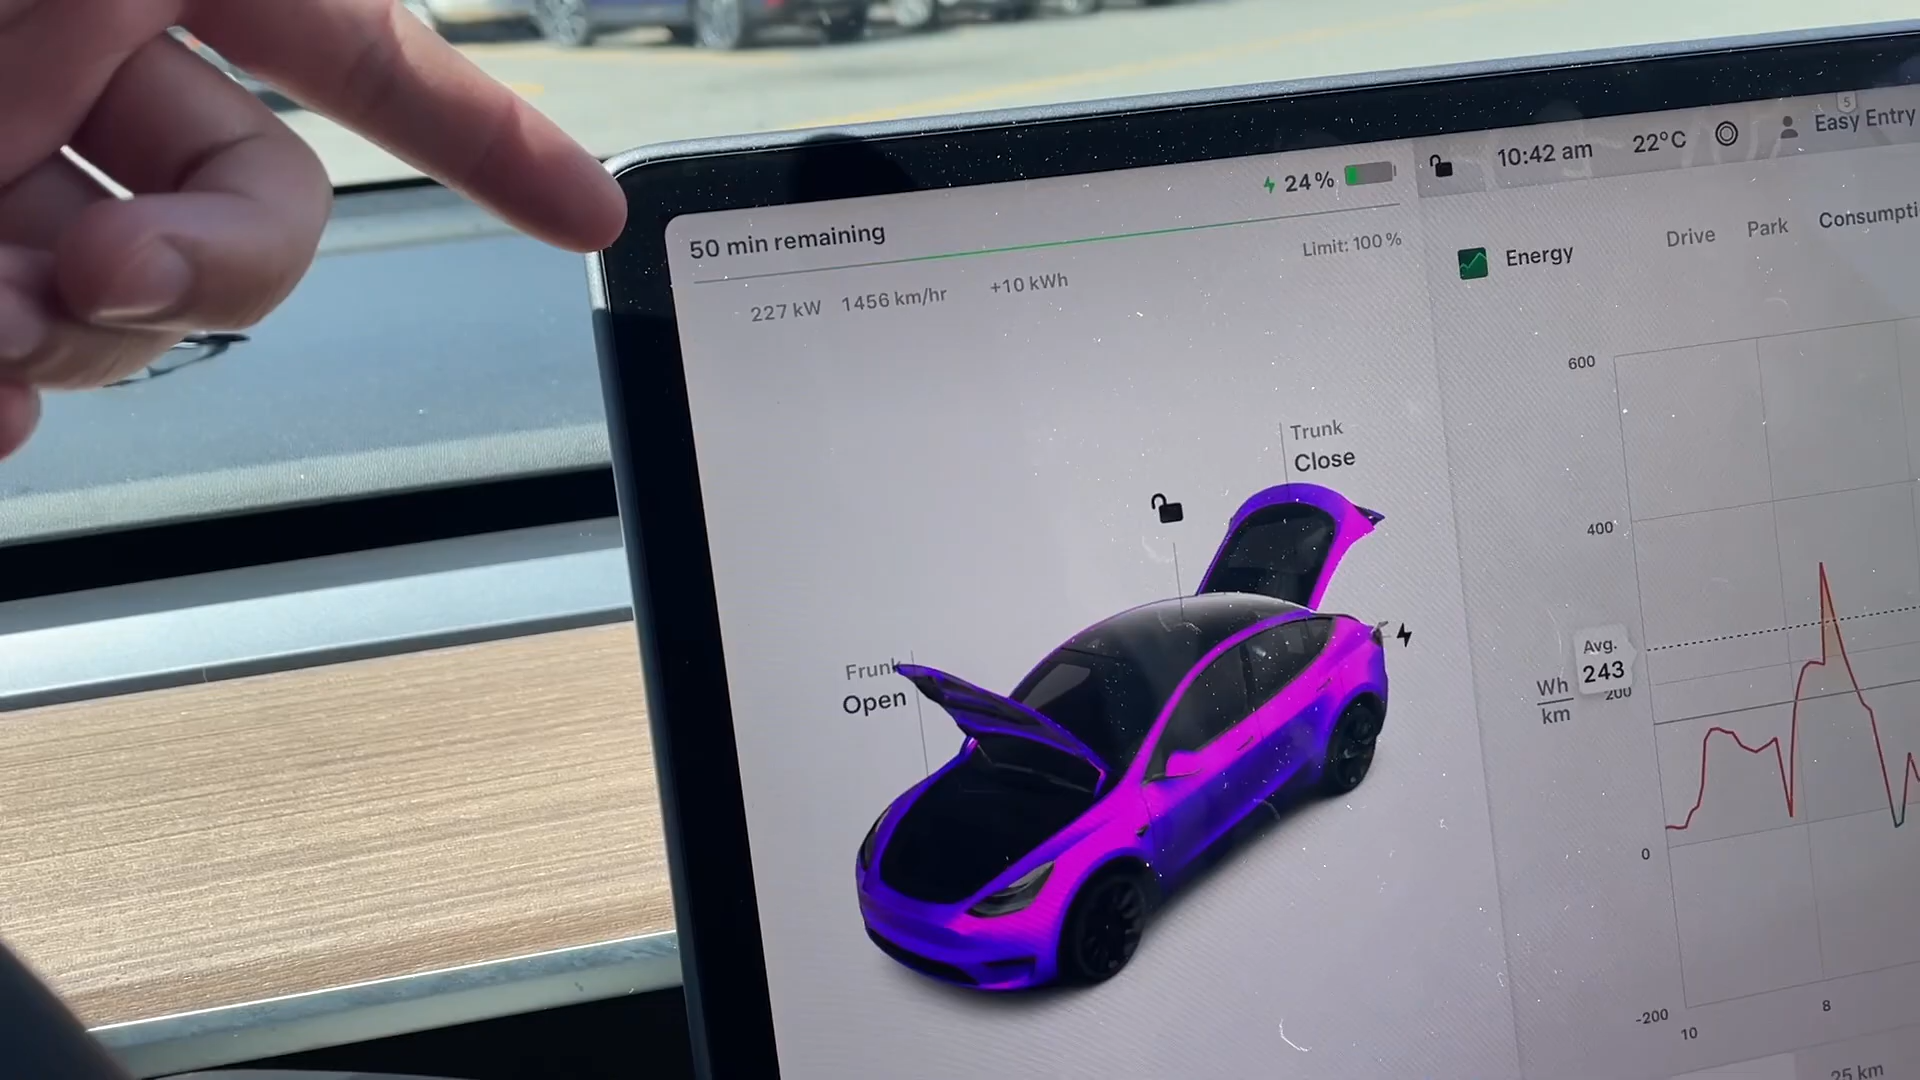 50 min remaining
24%
Limit: 100%
227 kW 1456 km/hr +10 kWh
Trunk
Close
Frunk
Open
10:42 am 22°C
5
Easy Entry
Energy
Drive Park
600
400
Avg.
243
200
Wh
km
0
-200
10 8
25 km